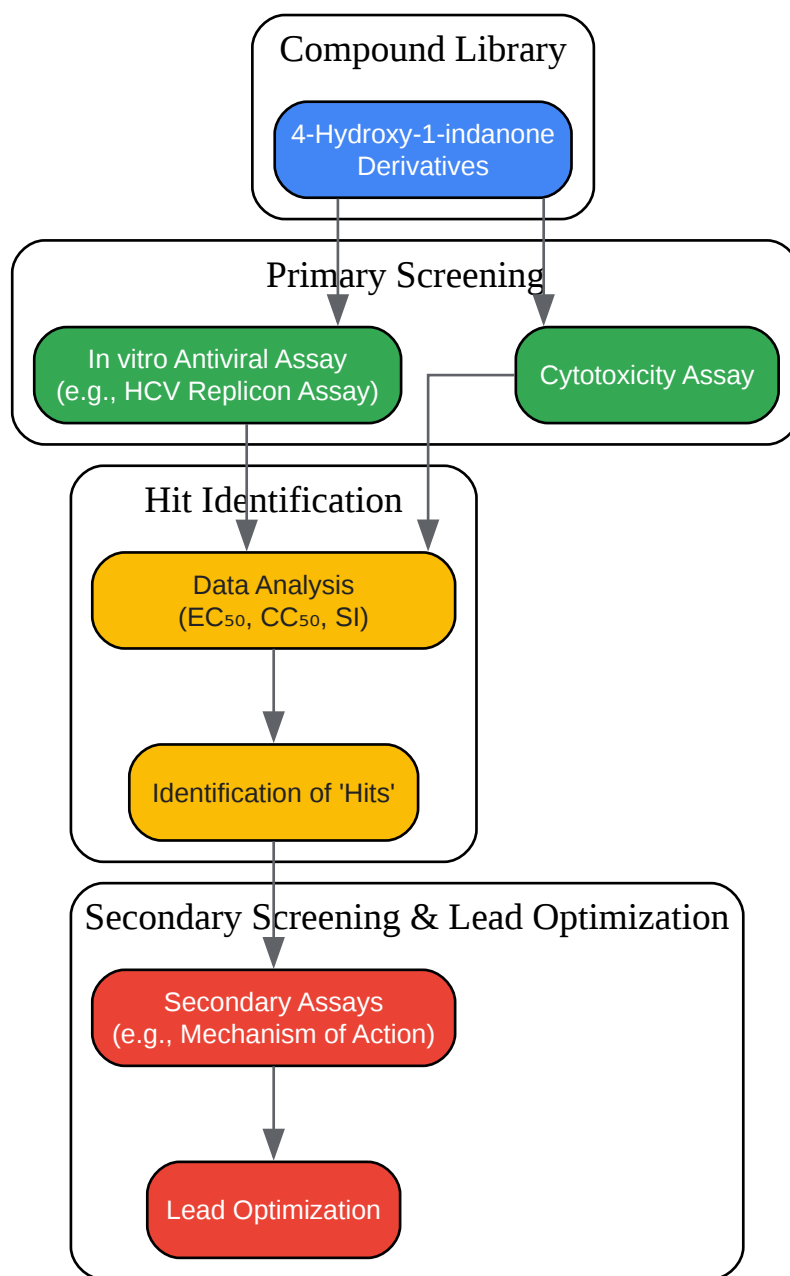 Compound Library
4-Hydroxy-1-indanone
Derivatives
Primary Screening
In vitro Antiviral Assay
(e.g., HCV Replicon Assay)
Cytotoxicity Assay
Hit Identification
Data Analysis
(EC₅₀, CC₅₀, SI)
Identification of 'Hits'
Secondary Screening & Lead Optimization
Secondary Assays
(e.g., Mechanism of Action)
Lead Optimization